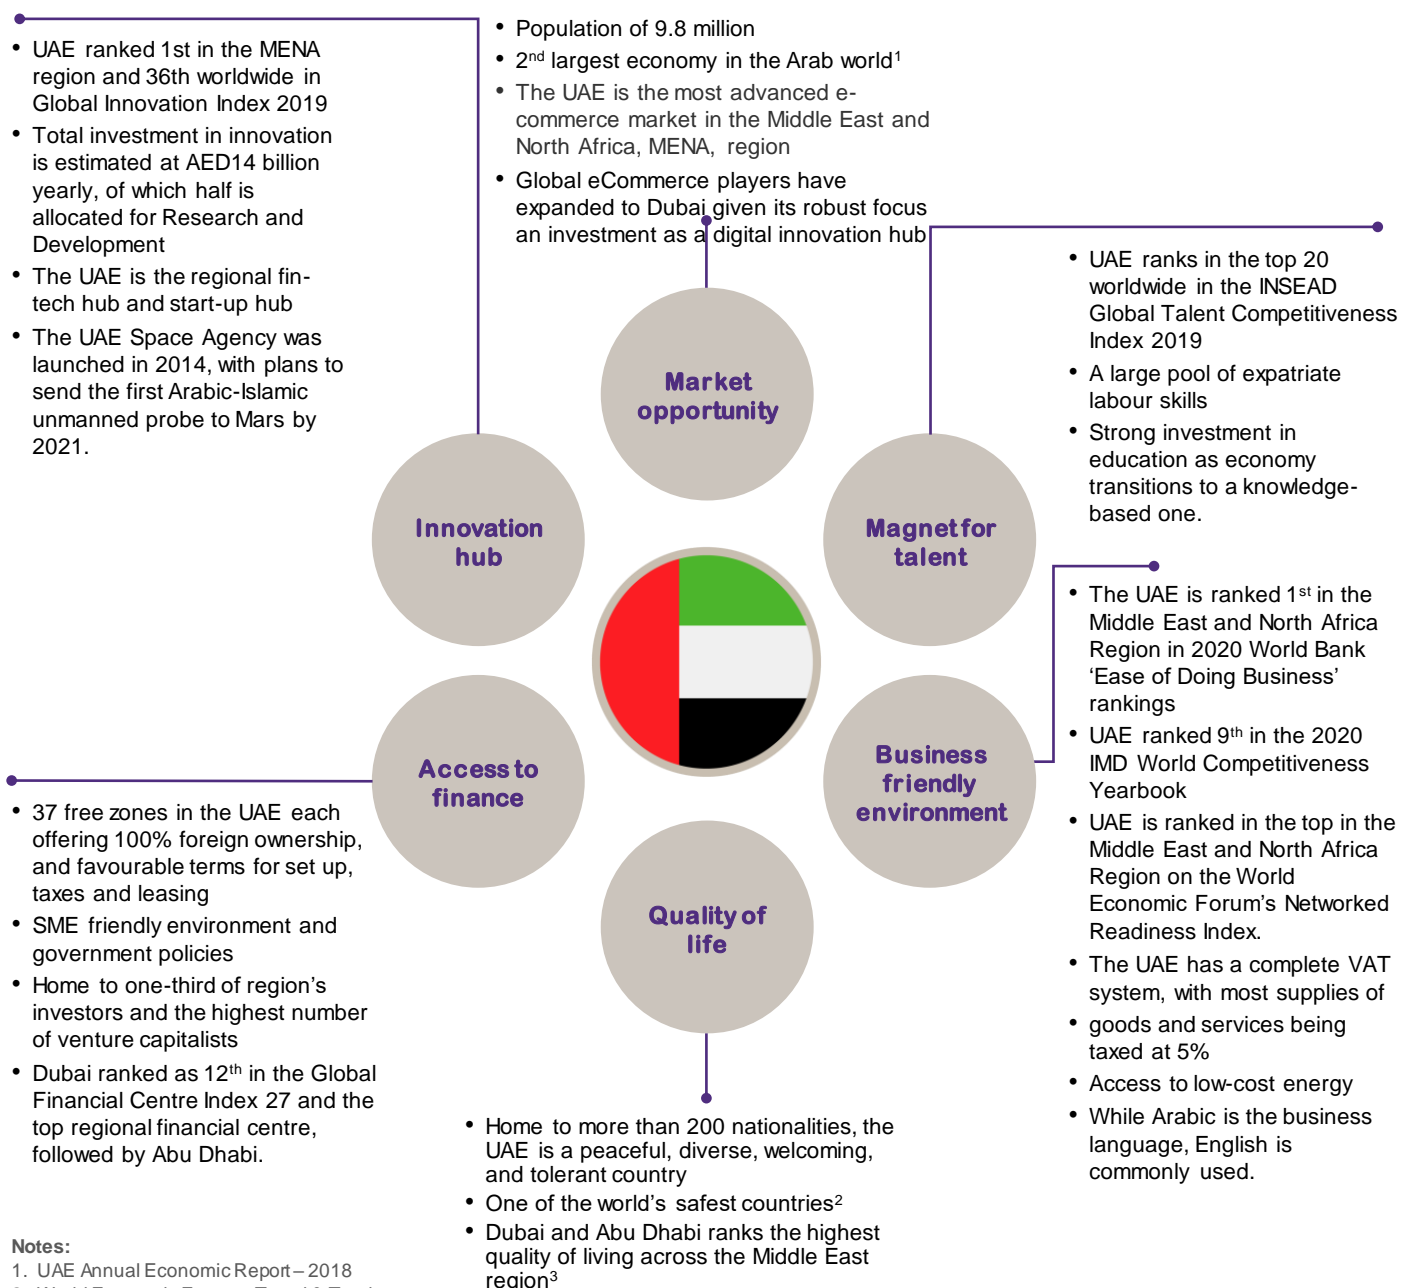 • UAE ranked 1st in the MENA
region and 36th worldwide in
Global Innovation Index 2019
• Total investment in innovation
is estimated at AED14 billion
yearly, of which half is
allocated for Research and
Development
• The UAE is the regional fin-
tech hub and start-up hub
• The UAE Space Agency was
launched in 2014, with plans to
send the first Arabic-Islamic
unmanned probe to Mars by
2021.
• Population of 9.8 million
• 2nd largest economy in the Arab world1
• The UAE is the most advanced e-
commerce market in the Middle East and
North Africa, MENA, region
• Global eCommerce players have
expanded to Dubai given its robust focus
an investment as a digital innovation hub
• UAE ranks in the top 20
worldwide in the INSEAD
Global Talent Competitiveness
Index 2019
• A large pool of expatriate
labour skills
• Strong investment in
education as economy
transitions to a knowledge-
based one.
Market
opportunity
Innovation
hub
Magnet for
talent
Access to
finance
Business
friendly
environment
Quality of
life
• The UAE is ranked 1st in the
Middle East and North Africa
Region in 2020 World Bank
‘Ease of Doing Business’
rankings
• UAE ranked 9th in the 2020
IMD World Competitiveness
Yearbook
• UAE is ranked in the top in the
Middle East and North Africa
Region on the World
Economic Forum’s Networked
Readiness Index.
• The UAE has a complete VAT
system, with most supplies of
• goods and services being
taxed at 5%
• Access to low-cost energy
• While Arabic is the business
language, English is
commonly used.
• 37 free zones in the UAE each
offering 100% foreign ownership,
and favourable terms for set up,
taxes and leasing
• SME friendly environment and
government policies
• Home to one-third of region’s
investors and the highest number
of venture capitalists
• Dubai ranked as 12th in the Global
Financial Centre Index 27 and the
top regional financial centre,
followed by Abu Dhabi.
• Home to more than 200 nationalities, the
UAE is a peaceful, diverse, welcoming,
and tolerant country
• One of the world’s safest countries2
• Dubai and Abu Dhabi ranks the highest
quality of living across the Middle East
region3
Notes:
1. UAE Annual Economic Report – 2018